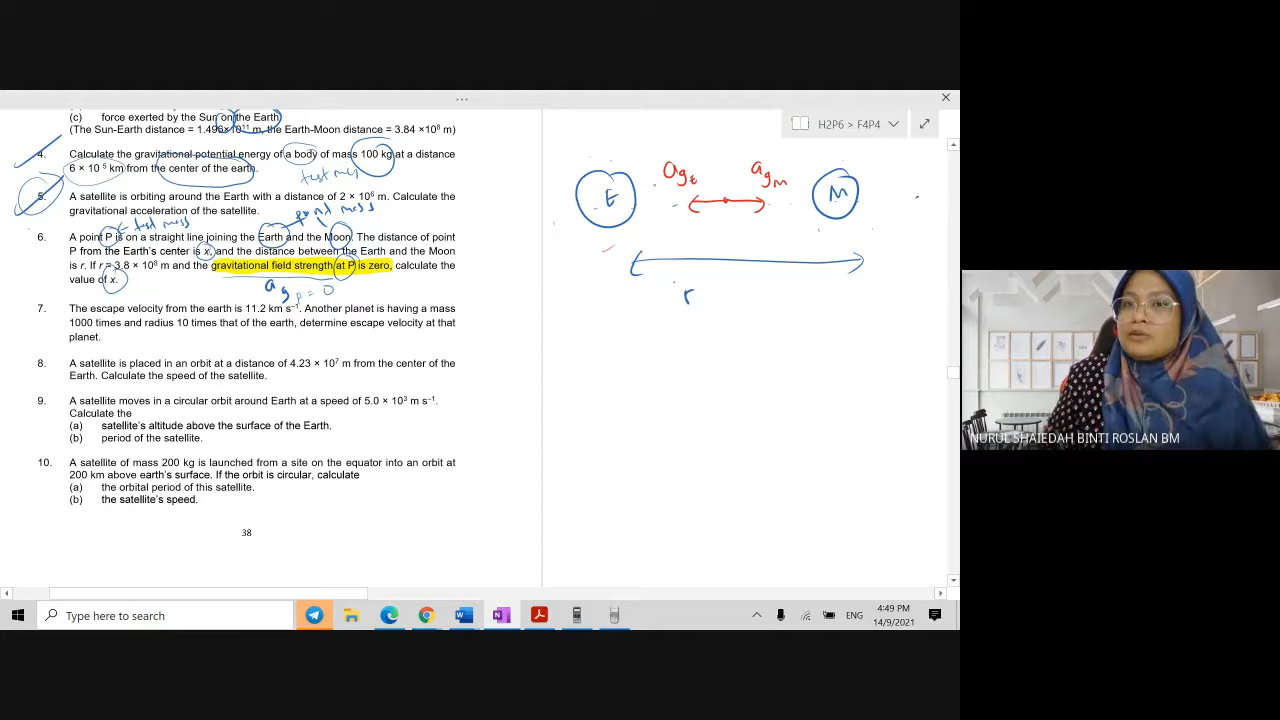 (c) force exerted by the Sun on the Earth
(The Sun-Earth distance = 1.496×10¹¹ m, the Earth-Moon distance = 3.84 ×10⁸ m)
4. Calculate the gravitational potential energy of a body of mass 100 kg at a distance
6 × 10⁵ km from the center of the earth.
test mass
5. A satellite is orbiting around the Earth with a distance of 2 × 10⁶ m. Calculate the
gravitational acceleration of the satellite.
point mass
← test mass
6 A point P is on a straight line joining the Earth and the Moon. The distance of point
P from the Earth's center is x, and the distance between the Earth and the Moon
is r. If r = 3.8 × 10⁸ m and the gravitational field strength at P is zero, calculate the
value of x.
a g P = 0
7. The escape velocity from the earth is 11.2 km s⁻¹. Another planet is having a mass
1000 times and radius 10 times that of the earth, determine escape velocity at that
planet.
8. A satellite is placed in an orbit at a distance of 4.23 × 10⁷ m from the center of the
Earth. Calculate the speed of the satellite.
9. A satellite moves in a circular orbit around Earth at a speed of 5.0 × 10³ m s⁻¹.
Calculate the
(a) satellite's altitude above the surface of the Earth.
(b) period of the satellite.
10. A satellite of mass 200 kg is launched from a site on the equator into an orbit at
200 km above earth's surface. If the orbit is circular, calculate
(a) the orbital period of this satellite.
(b) the satellite's speed.
38
H2P6 > F4P4
a g E a g M
E M
r
NURUL SHAIEDAH BINTI ROSLAN BM
Type here to search
ENG
4:49 PM
14/9/2021